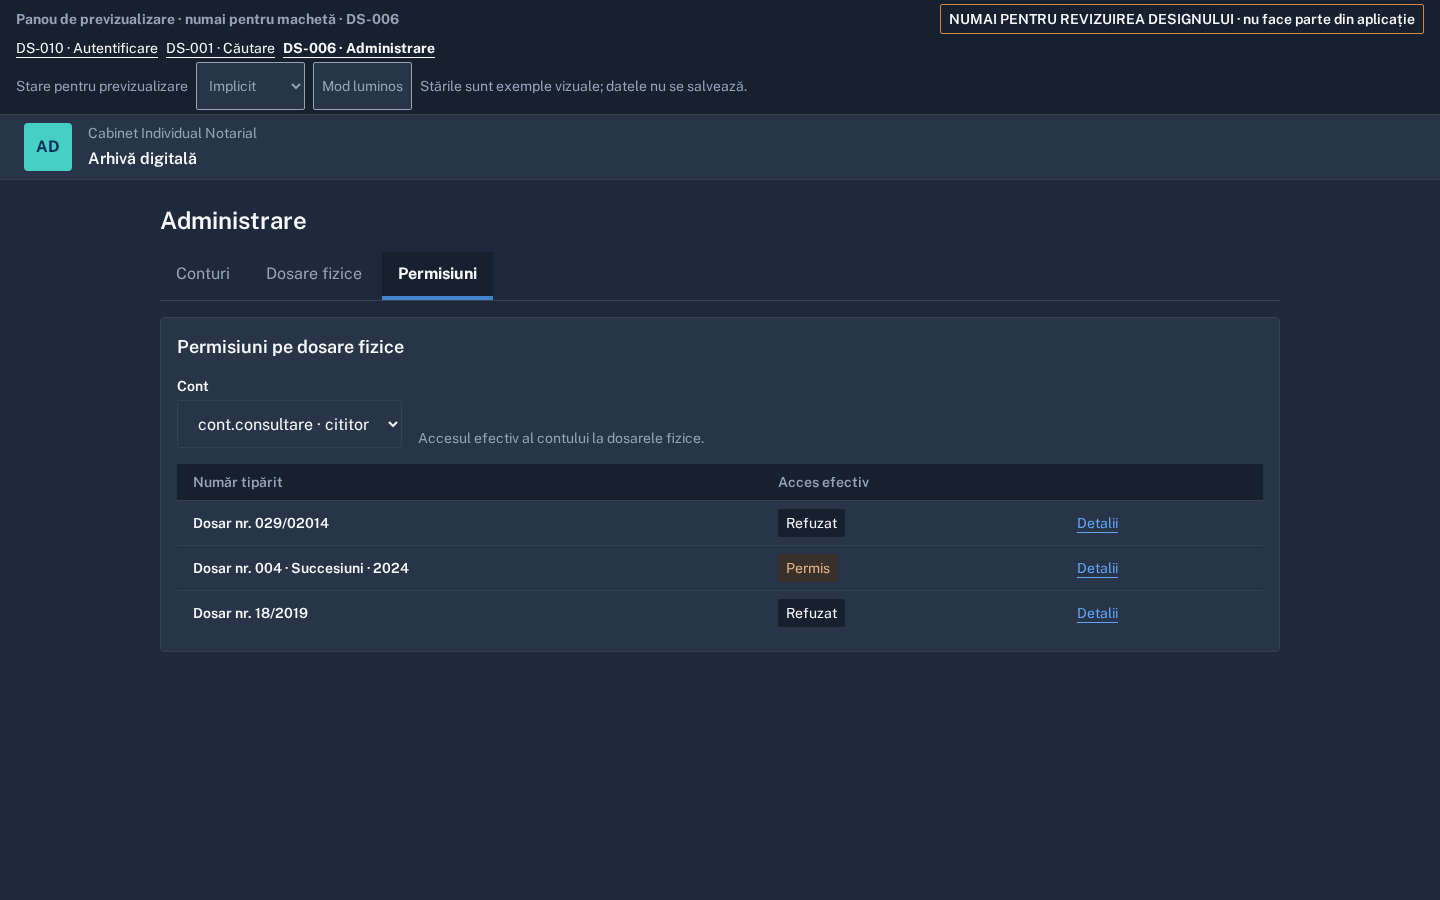 Panou de previzualizare · numai pentru machetă · DS-006
NUMAI PENTRU REVIZUIREA DESIGNULUI · nu face parte din aplicație
DS-010 · Autentificare DS-001 · Căutare DS-006 · Administrare
Stare pentru previzualizare Implicit Mod luminos Stările sunt exemple vizuale; datele nu se salvează.
AD
Cabinet Individual Notarial
Arhivă digitală
Administrare
Conturi Dosare fizice Permisiuni
Permisiuni pe dosare fizice
Cont
cont.consultare · cititor Accesul efectiv al contului la dosarele fizice.
Număr tipărit Acces efectiv
Dosar nr. 029/02014 Refuzat Detalii
Dosar nr. 004 · Succesiuni · 2024 Permis Detalii
Dosar nr. 18/2019 Refuzat Detalii